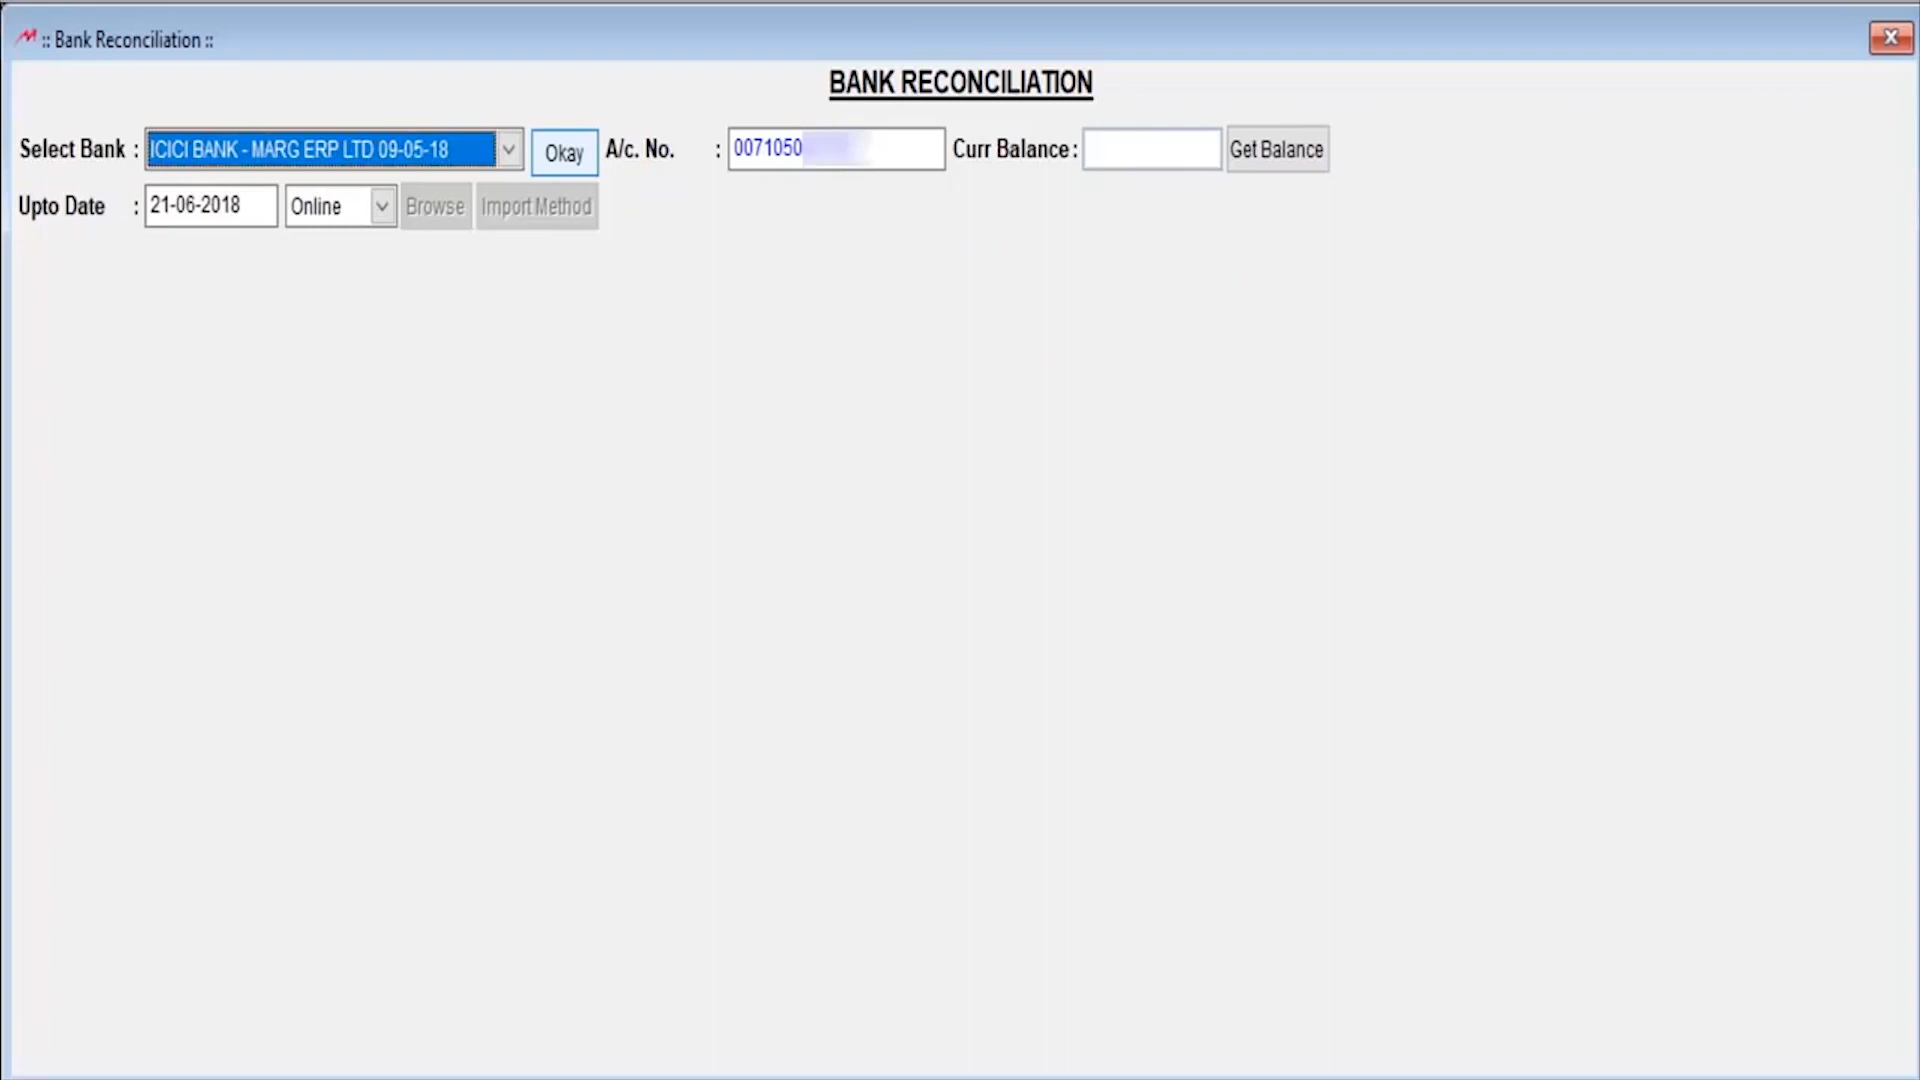 :: Bank Reconciliation ::
BANK RECONCILIATION
Select Bank : ICICI BANK - MARG ERP LTD 09-05-18 Okay A/c. No. : 0071050 Curr Balance : Get Balance
Upto Date : 21-06-2018 Online Browse Import Method